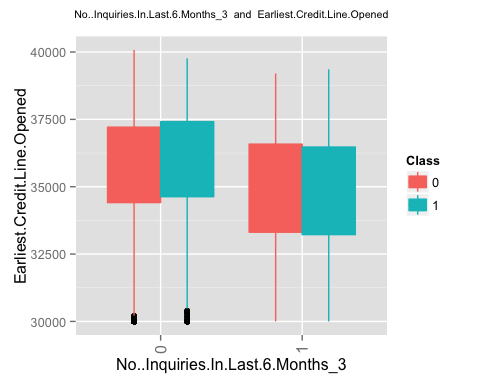 No..Inquiries.In.Last.6.Months_3 and Earliest.Credit.Line.Opened
40000
37500
35000
32500
30000
Earliest.Credit.Line.Opened
0
1
No..Inquiries.In.Last.6.Months_3
Class
0
1